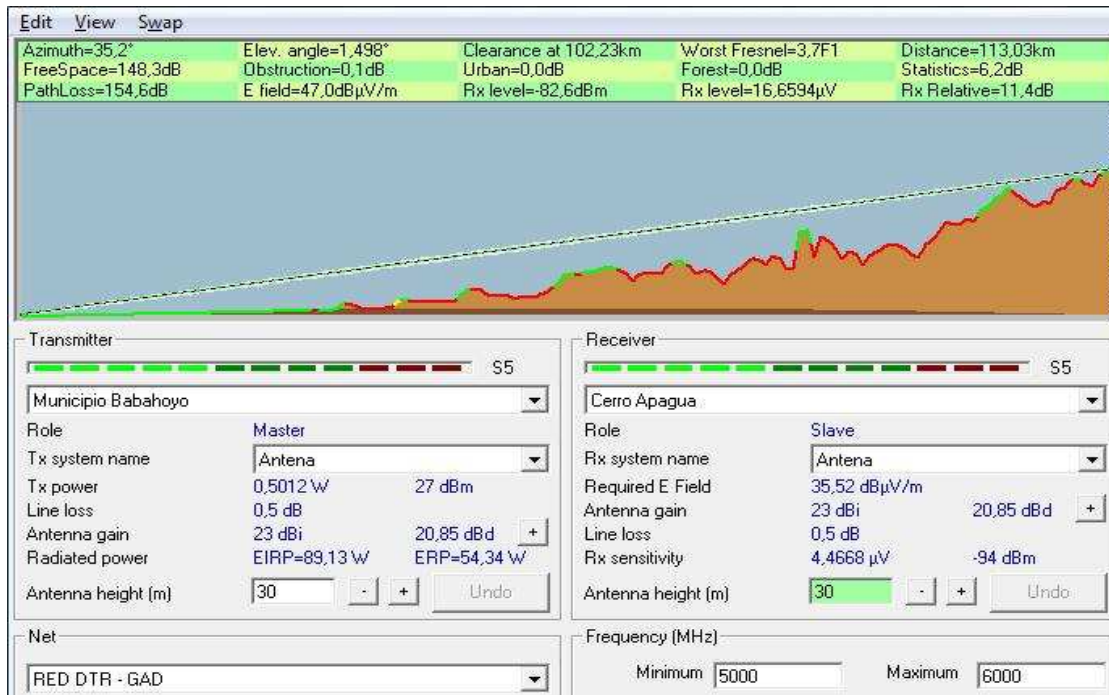 Edit View Swap
Azimuth=35,2° Elev. angle=1,498° Clearance at 102,23km Worst Fresnel=3,7F1 Distance=113,03km
FreeSpace=148,3dB Obstruction=0,1dB Urban=0,0dB Forest=0,0dB Statistics=6,2dB
PathLoss=154,6dB E field=47,0dBµV/m Rx level=-82,6dBm Rx level=16,6594µV Rx Relative=11,4dB
Transmitter
S5
Municipio Babahoyo
Role Master
Tx system name Antena
Tx power 0,5012 W 27 dBm
Line loss 0,5 dB
Antenna gain 23 dBi 20,85 dBd +
Radiated power EIRP=89,13 W ERP=54,34 W
Antenna height (m) 30 - + Undo
Net
RED DTR - GAD
Receiver
S5
Cerro Apagua
Role Slave
Rx system name Antena
Required E Field 35,52 dBµV/m
Antenna gain 23 dBi 20,85 dBd +
Line loss 0,5 dB
Rx sensitivity 4,4668 µV -94 dBm
Antenna height (m) 30 - + Undo
Frequency (MHz)
Minimum 5000 Maximum 6000